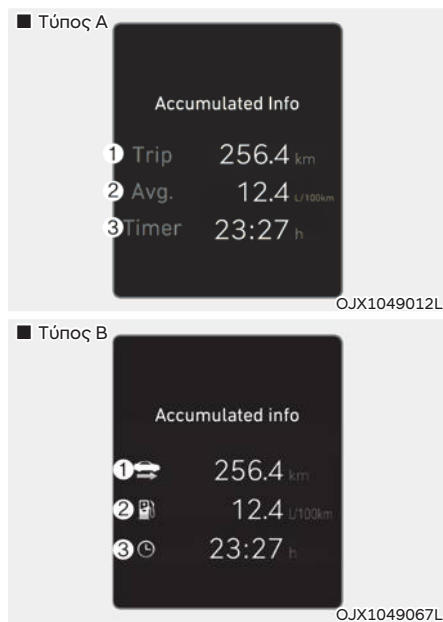 ■ Τύπος A
Accumulated Info
1 Trip 256.4 km
2 Avg. 12.4 L/100km
3 Timer 23:27 h
OJX1049012L
■ Τύπος B
Accumulated info
1 256.4 km
2 12.4 L/100km
3 23:27 h
OJX1049067L